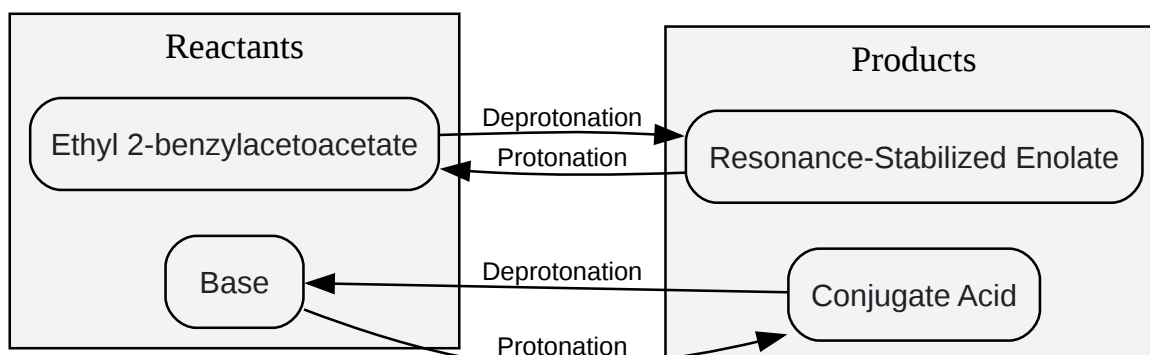 Reactants
Products
Deprotonation
Ethyl 2-benzylacetoacetate
Protonation
Resonance-Stabilized Enolate
Deprotonation
Base
Conjugate Acid
Protonation